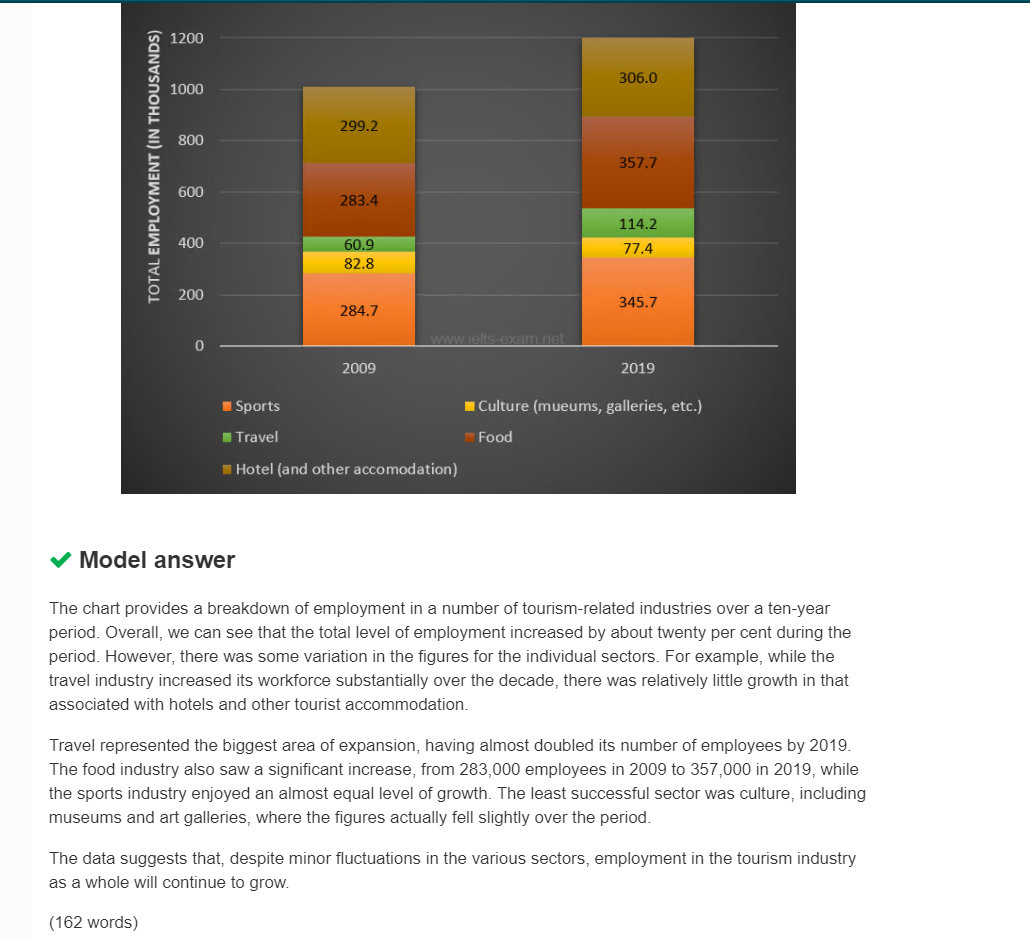 TOTAL EMPLOYMENT (IN THOUSANDS)
1200
1000
800
600
400
200
0
299.2
283.4
60.9
82.8
284.7
306.0
357.7
114.2
77.4
345.7
www.ielts-exam.net
2009
2019
Sports
Culture (mueums, galleries, etc.)
Travel
Food
Hotel (and other accomodation)
Model answer
The chart provides a breakdown of employment in a number of tourism-related industries over a ten-year
period. Overall, we can see that the total level of employment increased by about twenty per cent during the
period. However, there was some variation in the figures for the individual sectors. For example, while the
travel industry increased its workforce substantially over the decade, there was relatively little growth in that
associated with hotels and other tourist accommodation.
Travel represented the biggest area of expansion, having almost doubled its number of employees by 2019.
The food industry also saw a significant increase, from 283,000 employees in 2009 to 357,000 in 2019, while
the sports industry enjoyed an almost equal level of growth. The least successful sector was culture, including
museums and art galleries, where the figures actually fell slightly over the period.
The data suggests that, despite minor fluctuations in the various sectors, employment in the tourism industry
as a whole will continue to grow.
(162 words)